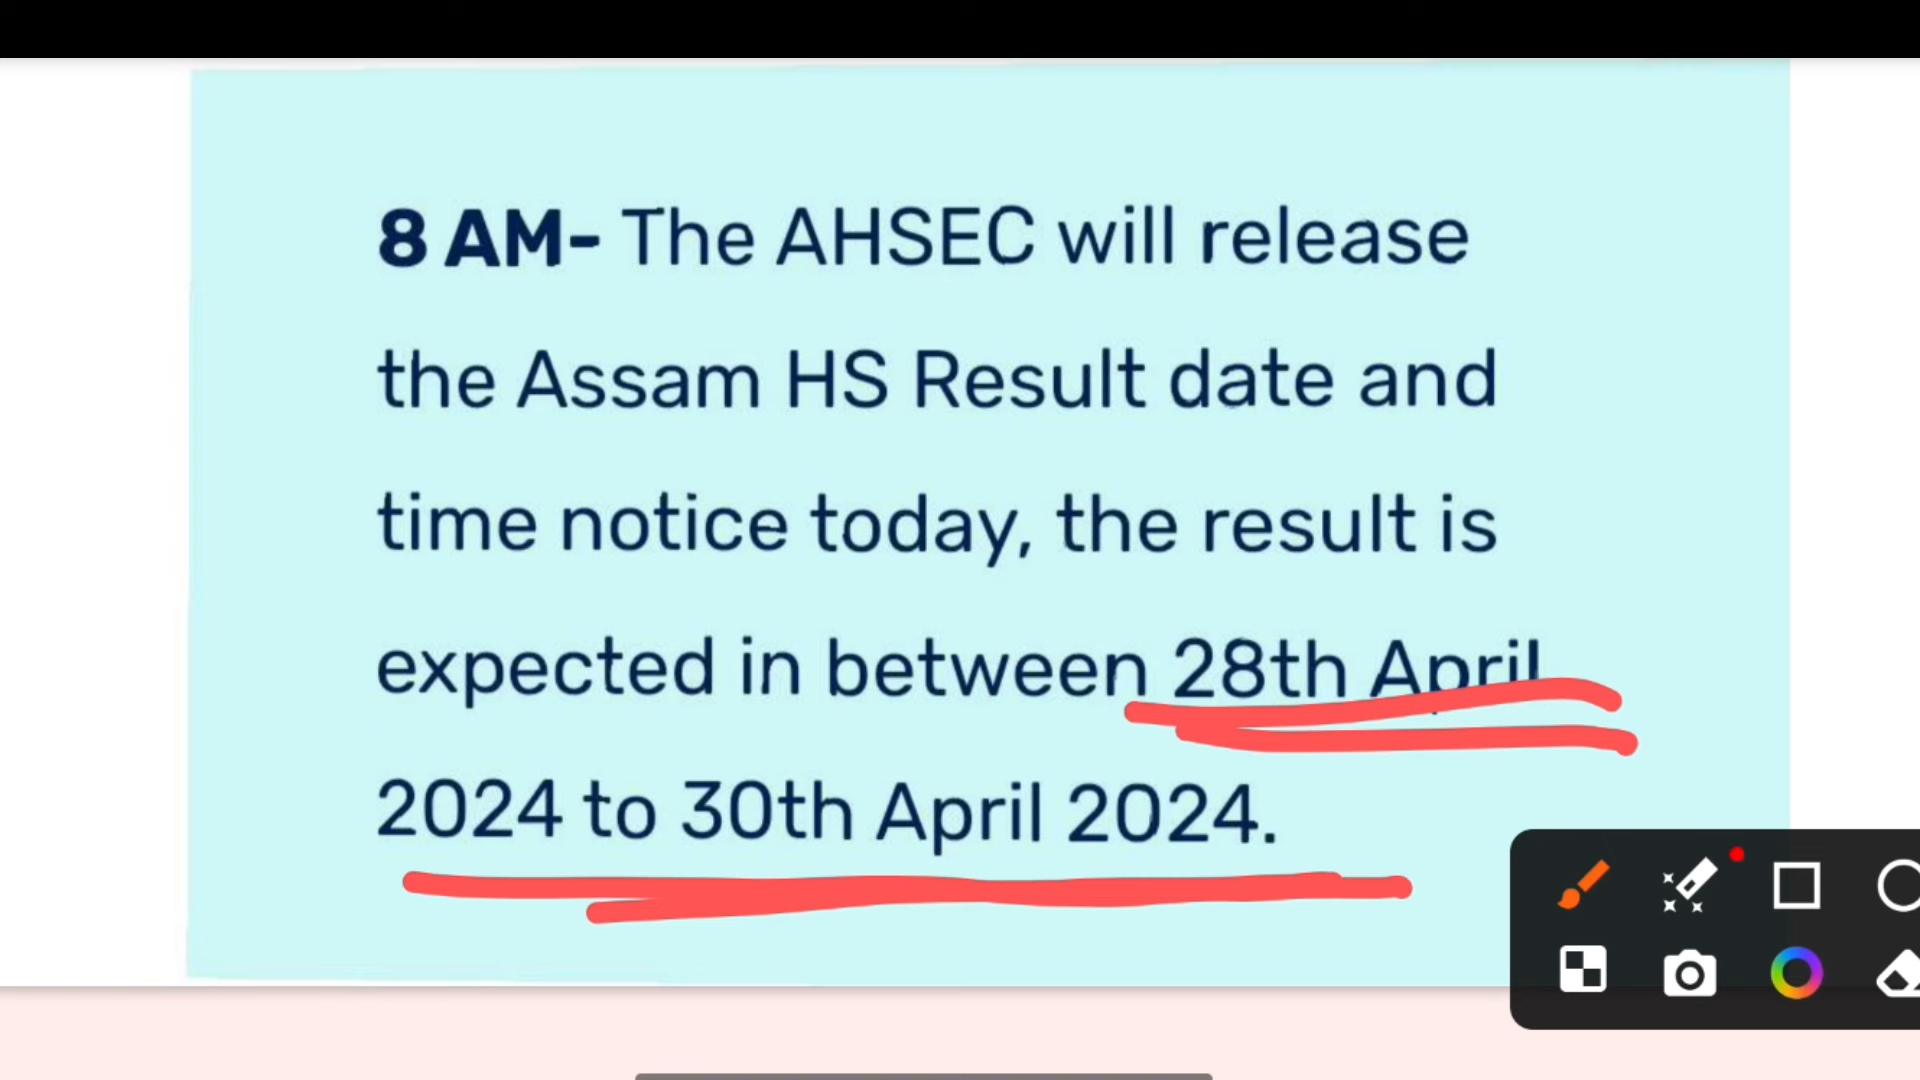 8 AM- The AHSEC will release
the Assam HS Result date and
time notice today, the result is
expected in between 28th April
2024 to 30th April 2024.